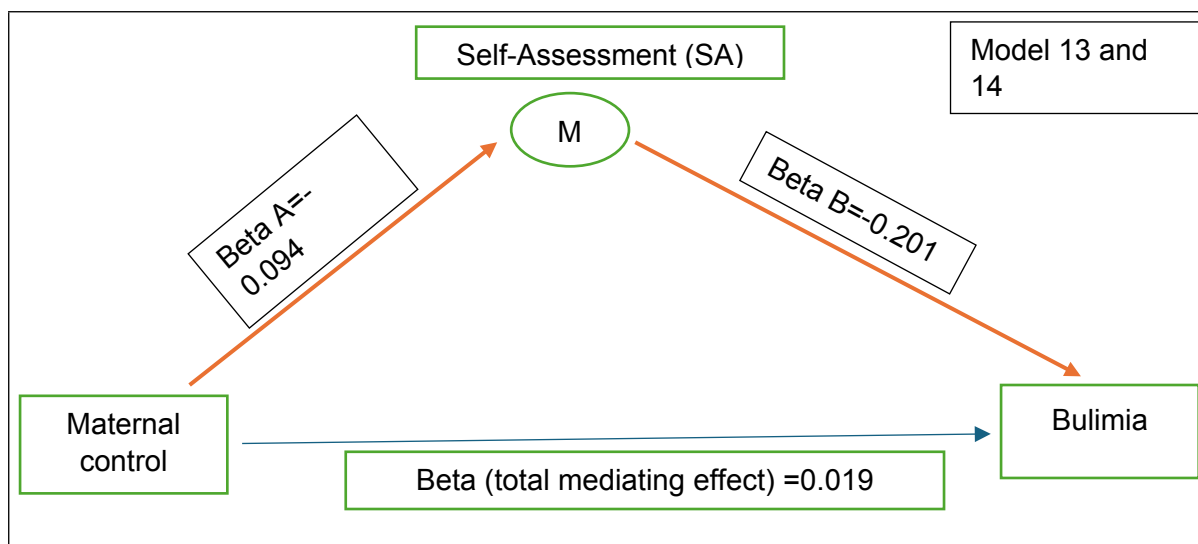 Self-Assessment (SA)
Model 13 and
14
M
Beta A=-
0.094
Beta B=-0.201
Maternal
control
Bulimia
Beta (total mediating effect) =0.019